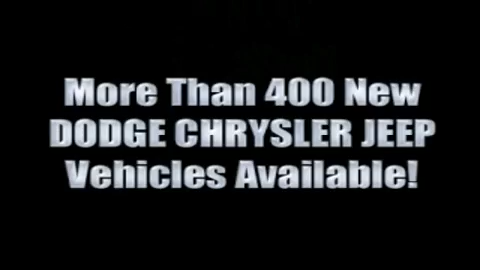 More Than 400 New
DODGE CHRYSLER JEEP
Vehicles Available!